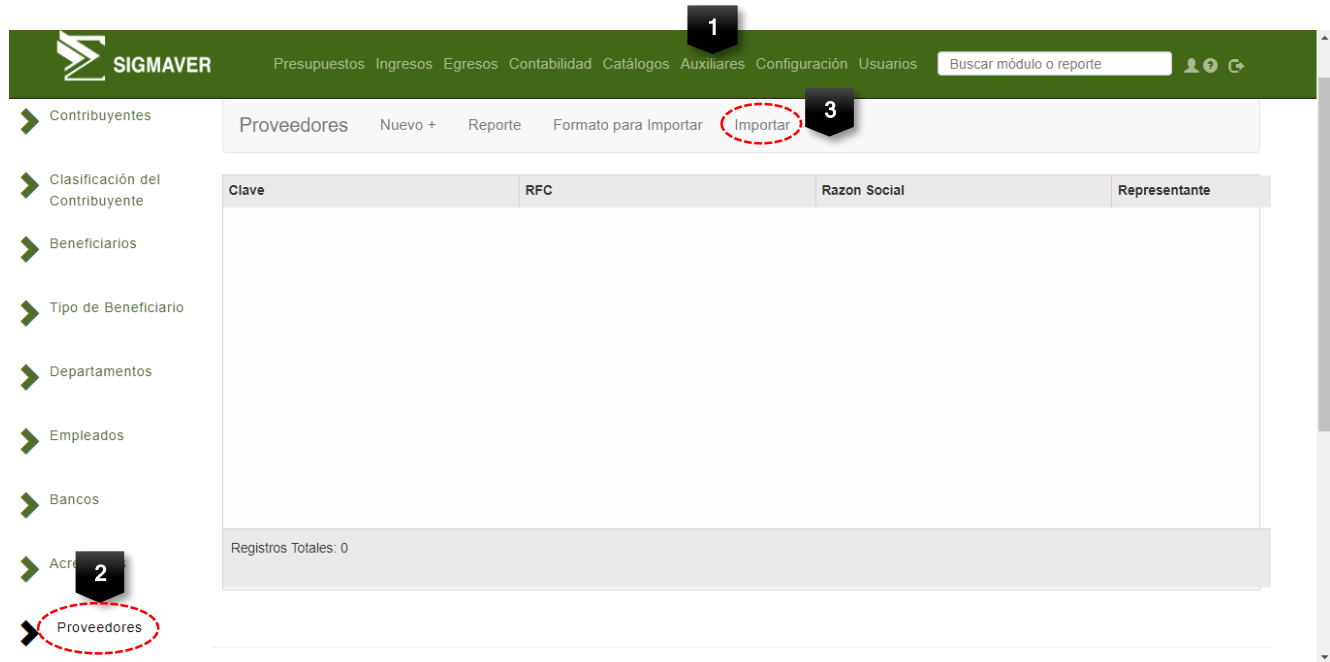 1
SIGMAVER
Presupuestos Ingresos Egresos Contabilidad Catálogos Auxiliares Configuración Usuarios
Buscar módulo o reporte
Contribuyentes
Clasificación del
Contribuyente
Beneficiarios
Tipo de Beneficiario
Departamentos
Empleados
Bancos
2
Proveedores
Proveedores Nuevo + Reporte Formato para Importar Importar
3
Clave RFC Razon Social Representante
Registros Totales: 0